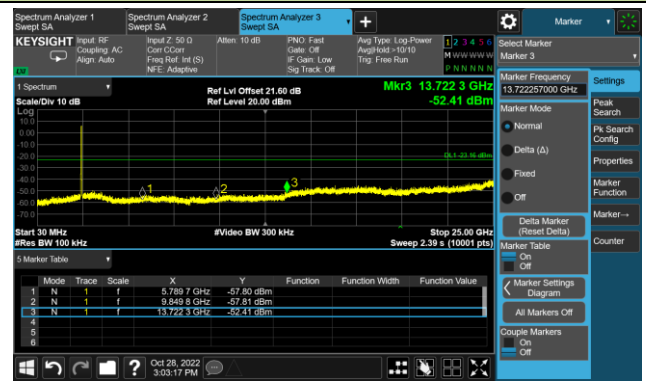 Spectrum Analyzer 1
Swept SA
Spectrum Analyzer 2
Swept SA
Spectrum Analyzer 3
Swept SA
Marker
KEYSIGHT
Input: RF
Coupling: AC
Align: Auto
Input Z: 50 Ω
Corr CCorr
Freq Ref: Int (S)
NFE: Adaptive
Atten: 10 dB
PNO: Fast
Gate: Off
IF Gain: Low
Sig Track: Off
Avg Type: Log-Power
Avg|Hold:>10/10
Trig: Free Run
1 2 3 4 5 6
M W W W W W
P N N N N N
LXI
Select Marker
Marker 3
1 Spectrum
Scale/Div 10 dB
Ref Lvl Offset 21.60 dB
Ref Level 20.00 dBm
Mkr3 13.722 3 GHz
-52.41 dBm
Log
10.0
0.00
-10.0
-20.0
-30.0
-40.0
-50.0
-60.0
-70.0
DL1 -23.16 dBm
1
2
3
Start 30 MHz
#Res BW 100 kHz
#Video BW 300 kHz
Stop 25.00 GHz
Sweep 2.39 s (10001 pts)
5 Marker Table
Mode Trace Scale X Y Function Function Width Function Value
1 N 1 f 5.789 7 GHz -57.80 dBm
2 N 1 f 9.849 8 GHz -57.81 dBm
3 N 1 f 13.722 3 GHz -52.41 dBm
4
5
6
Oct 28, 2022
3:03:17 PM
Marker Frequency
13.722257000 GHz
Marker Mode
Normal
Delta (Δ)
Fixed
Off
Delta Marker
(Reset Delta)
Marker Table
On
Off
Marker Settings
Diagram
All Markers Off
Couple Markers
On
Off
Settings
Peak
Search
Pk Search
Config
Properties
Marker
Function
Marker→
Counter